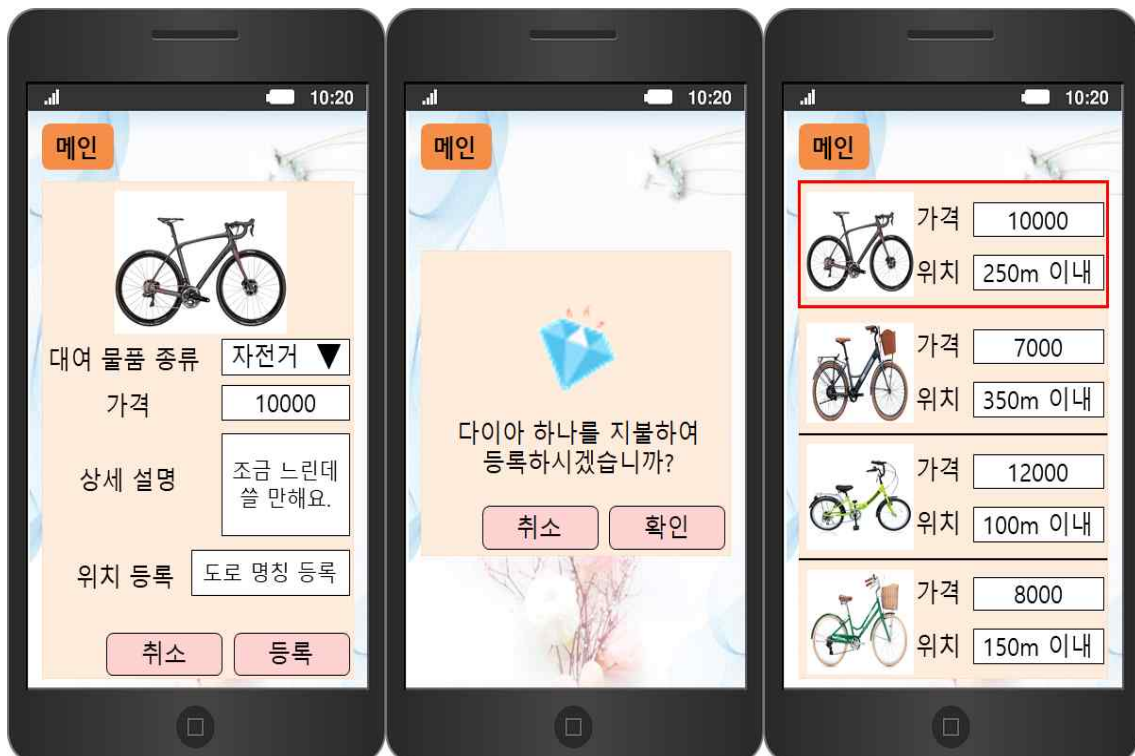 10:20
메인
대여 물품 종류 자전거 ▼
가격 10000
상세 설명
조금 느린데
쓸 만해요.
위치 등록 도로 명칭 등록
취소 등록
10:20
메인
다이아 하나를 지불하여
등록하시겠습니까?
취소 확인
10:20
메인
가격 10000
위치 250m 이내
가격 7000
위치 350m 이내
가격 12000
위치 100m 이내
가격 8000
위치 150m 이내